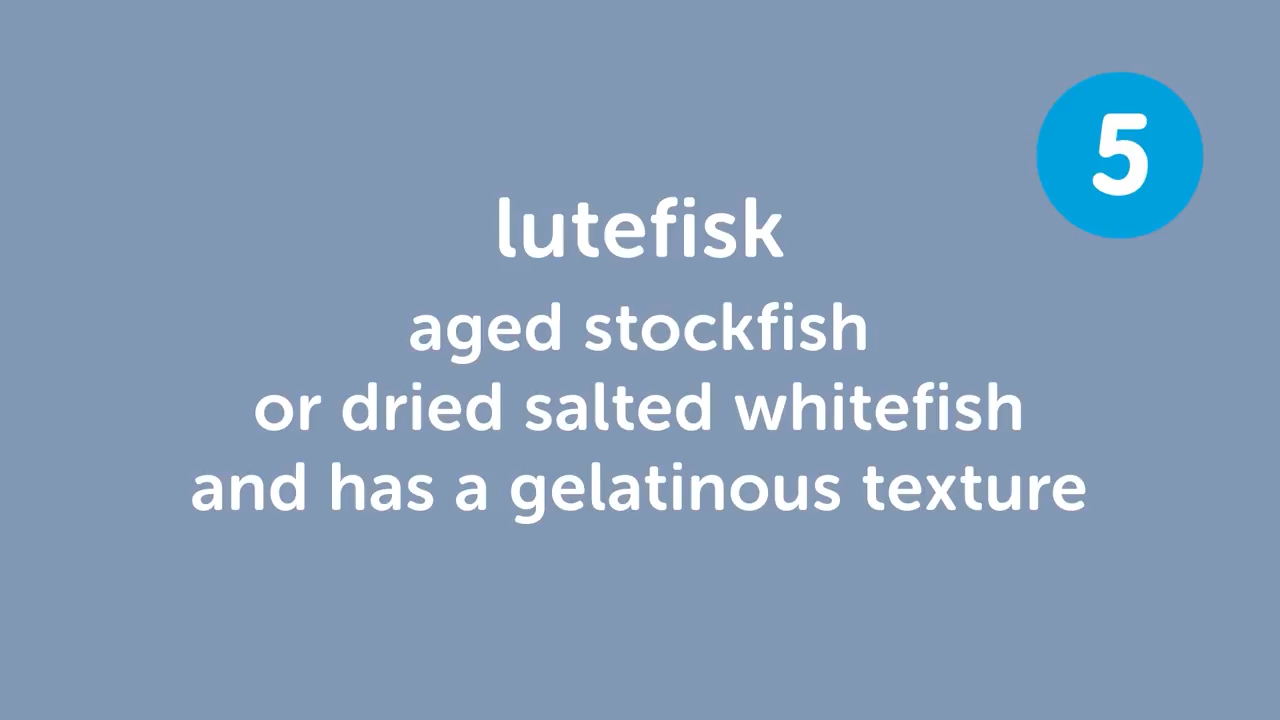 5
lutefisk
aged stockfish
or dried salted whitefish
and has a gelatinous texture